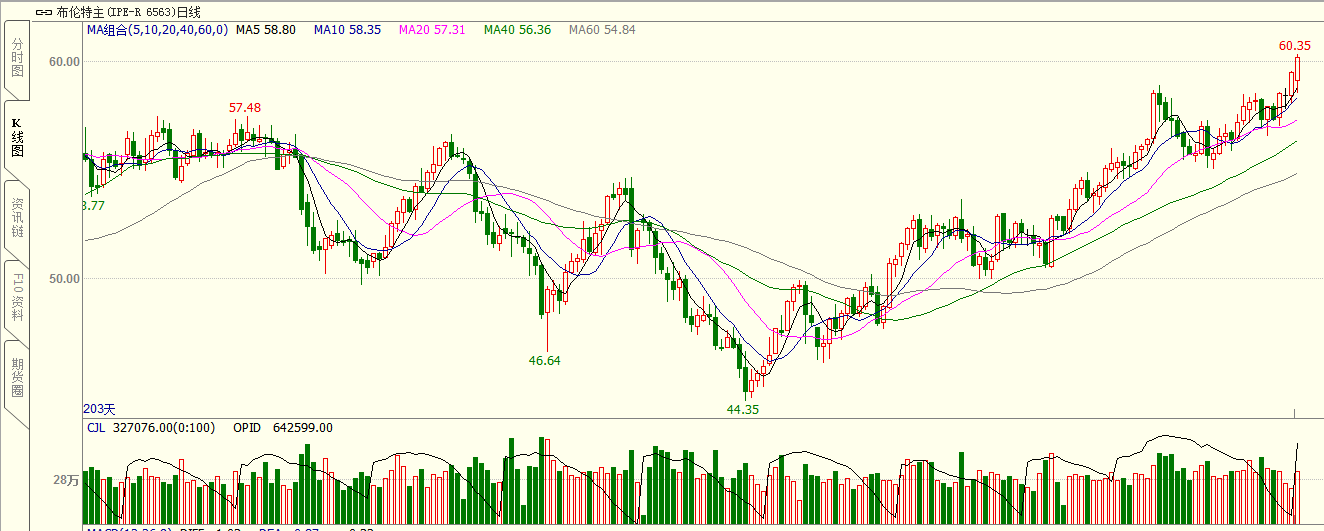 布伦特主(IPE-R 6563)日线
MA组合(5,10,20,40,60,0) MA5 58.80 MA10 58.35 MA20 57.31 MA40 56.36 MA60 54.84
分时图
K线图
资讯链
F10资料
期货圈
60.35
60.00
57.48
3.77
50.00
46.64
44.35
203天
CJL 327076.00(0:100) OPID 642599.00
28万